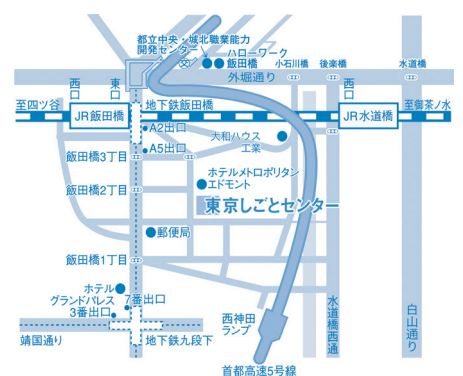 都立中央・城北職業能力
開発センター
ハローワーク
飯田橋
小石川橋
後楽橋
水道橋
外堀通り
西口
東口
西口
至四ツ谷
地下鉄飯田橋
至御茶ノ水
JR飯田橋
JR水道橋
A2出口
大和ハウス
工業
A5出口
飯田橋3丁目
ホテルメトロポリタン
エドモント
飯田橋2丁目
東京しごとセンター
郵便局
飯田橋1丁目
ホテル
グランドパレス
7番出口
3番出口
西神田
ランプ
水道橋西通
白山通り
靖国通り
地下鉄九段下
首都高速5号線